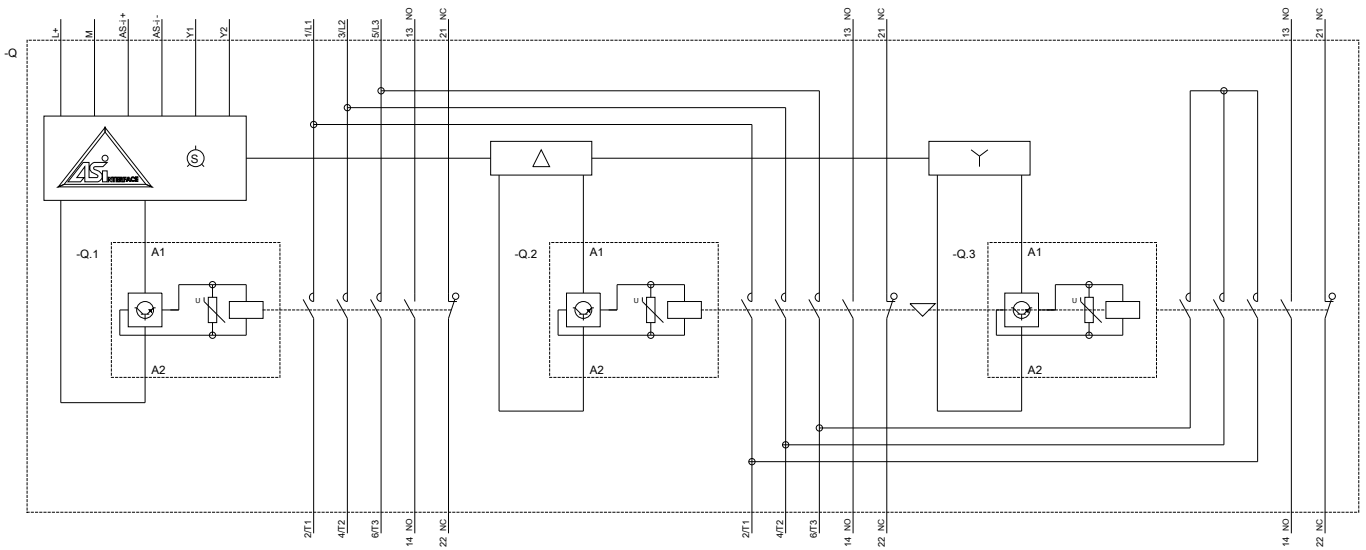 L+
M
AS-i +
AS-i -
Y1
Y2
1/L1
3/L2
5/L3
13 NO
21 NC
13 NO
21 NC
13 NO
21 NC
-Q
ASi
INTERFACE
S
-Q.1
A1
U
A2
-Q.2
A1
U
A2
-Q.3
A1
U
A2
2/T1
4/T2
6/T3
14 NO
22 NC
2/T1
4/T2
6/T3
14 NO
22 NC
14 NO
22 NC